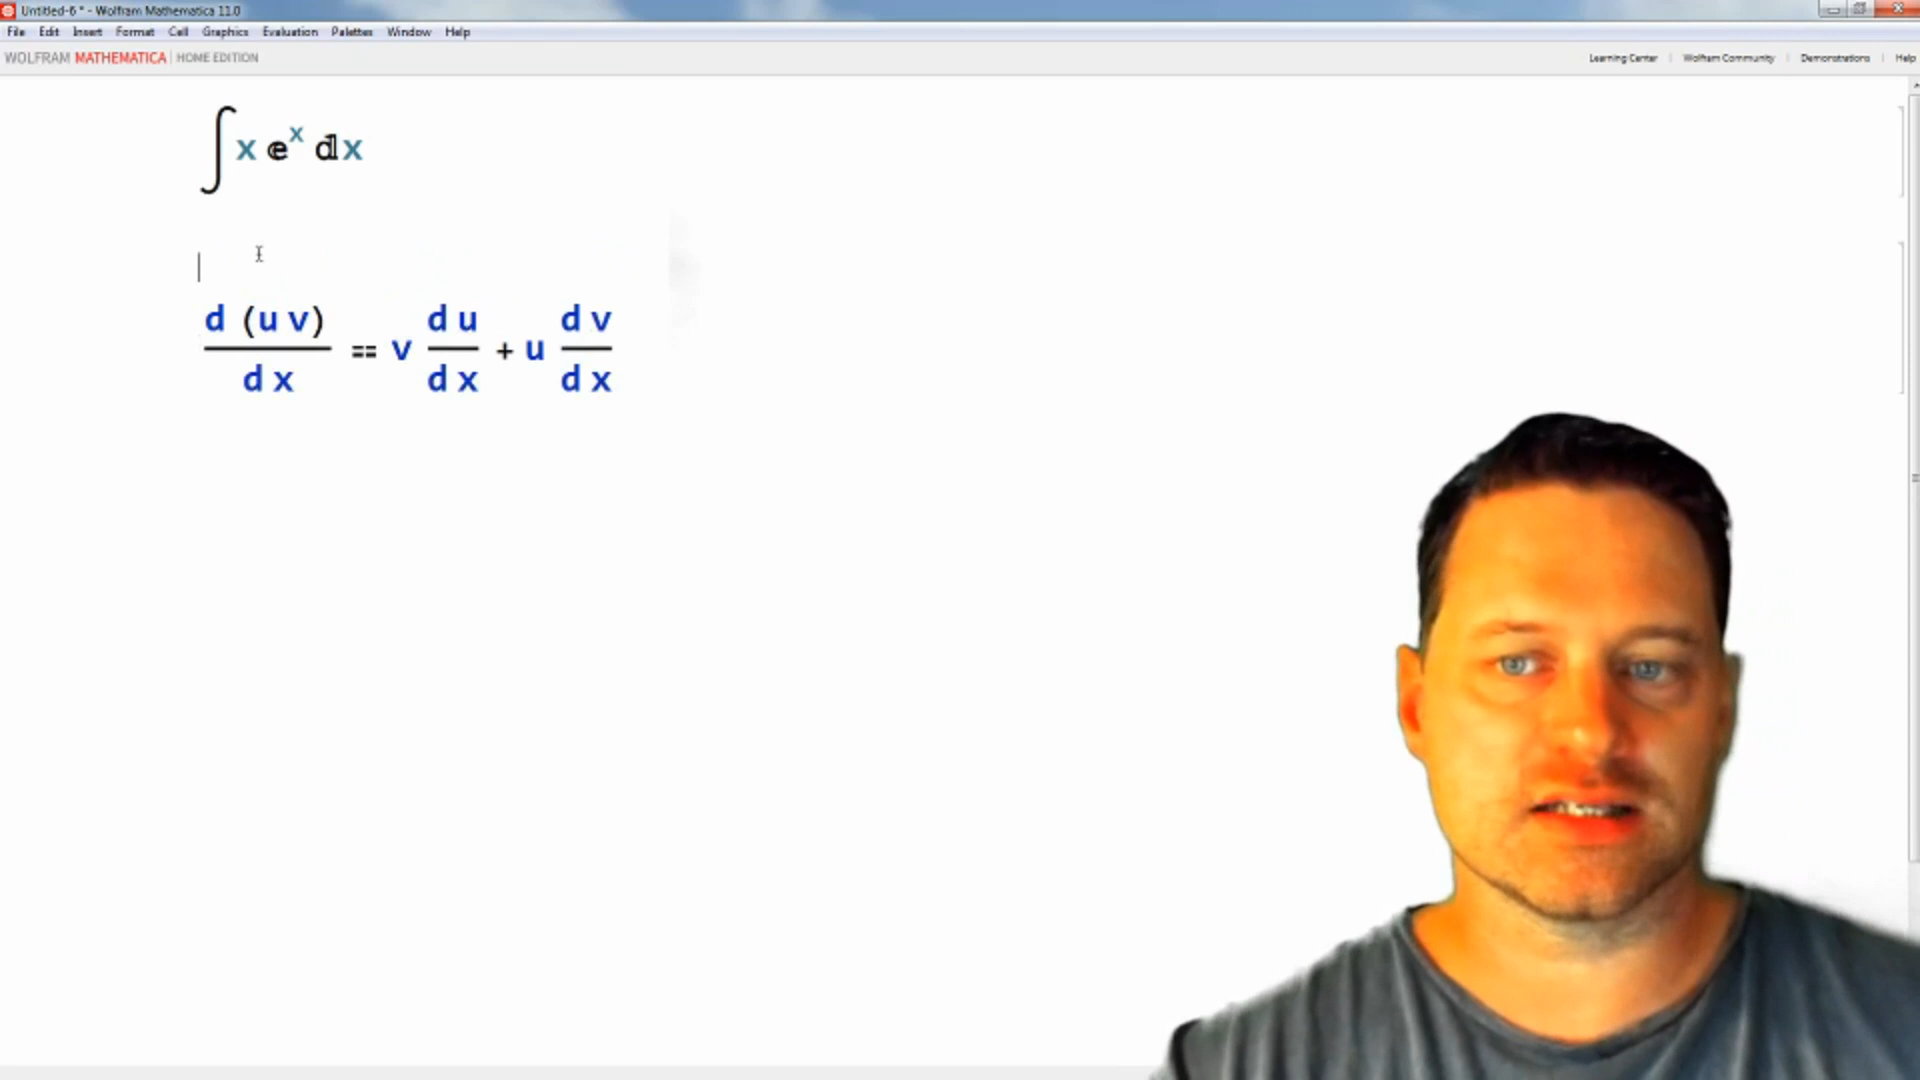 Untitled-6 * - Wolfram Mathematica 11.0
File Edit Insert Format Cell Graphics Evaluation Palettes Window Help
WOLFRAM MATHEMATICA | HOME EDITION Learning Center | Wolfram Community | Demonstrations | Help
∫ x ⅇ^x ⅆx
d (u v) / d x == v d u / d x + u d v / d x